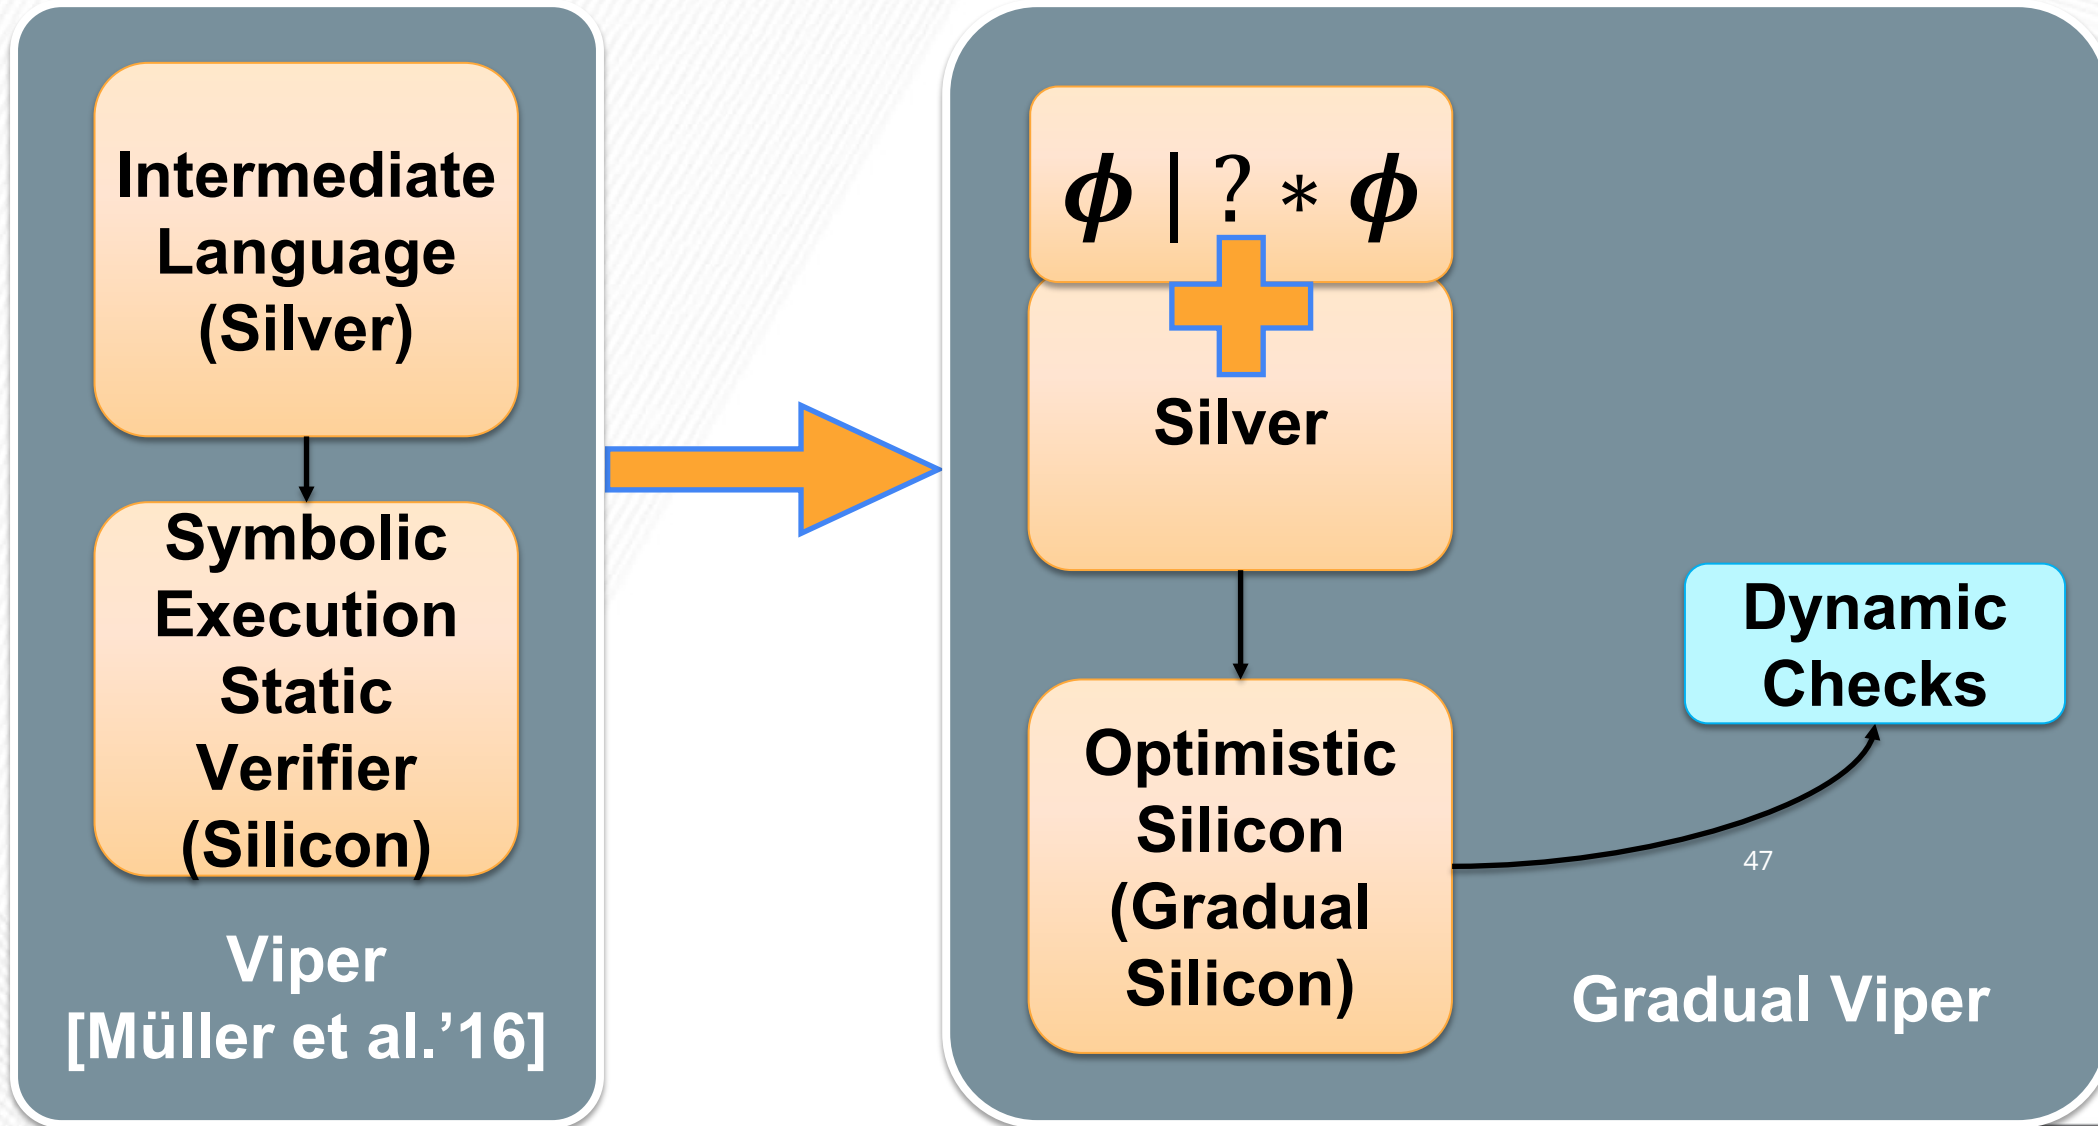 Intermediate
Language
(Silver)
Symbolic
Execution
Static
Verifier
(Silicon)
Viper
[Müller et al.’16]
ϕ | ? * ϕ
Silver
Optimistic
Silicon
(Gradual
Silicon)
Dynamic
Checks
47
Gradual Viper